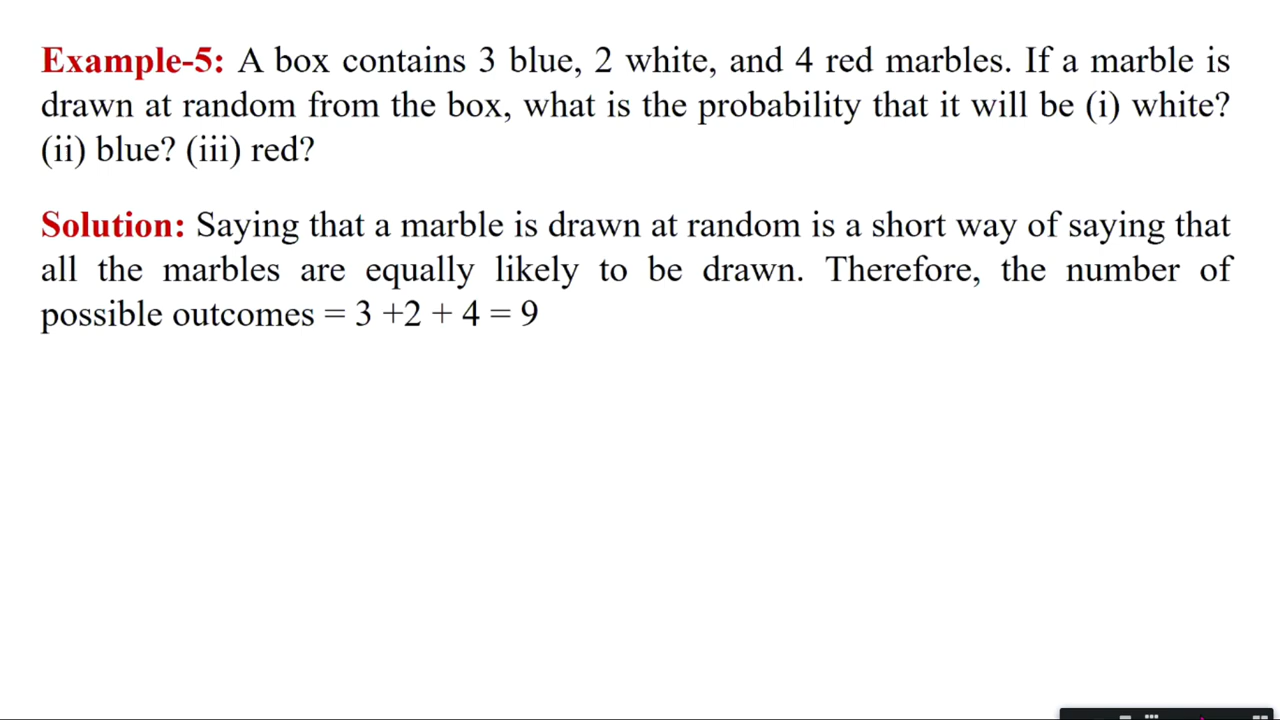 Example-5: A box contains 3 blue, 2 white, and 4 red marbles. If a marble is
drawn at random from the box, what is the probability that it will be (i) white?
(ii) blue? (iii) red?
Solution: Saying that a marble is drawn at random is a short way of saying that
all the marbles are equally likely to be drawn. Therefore, the number of
possible outcomes = 3 +2 + 4 = 9